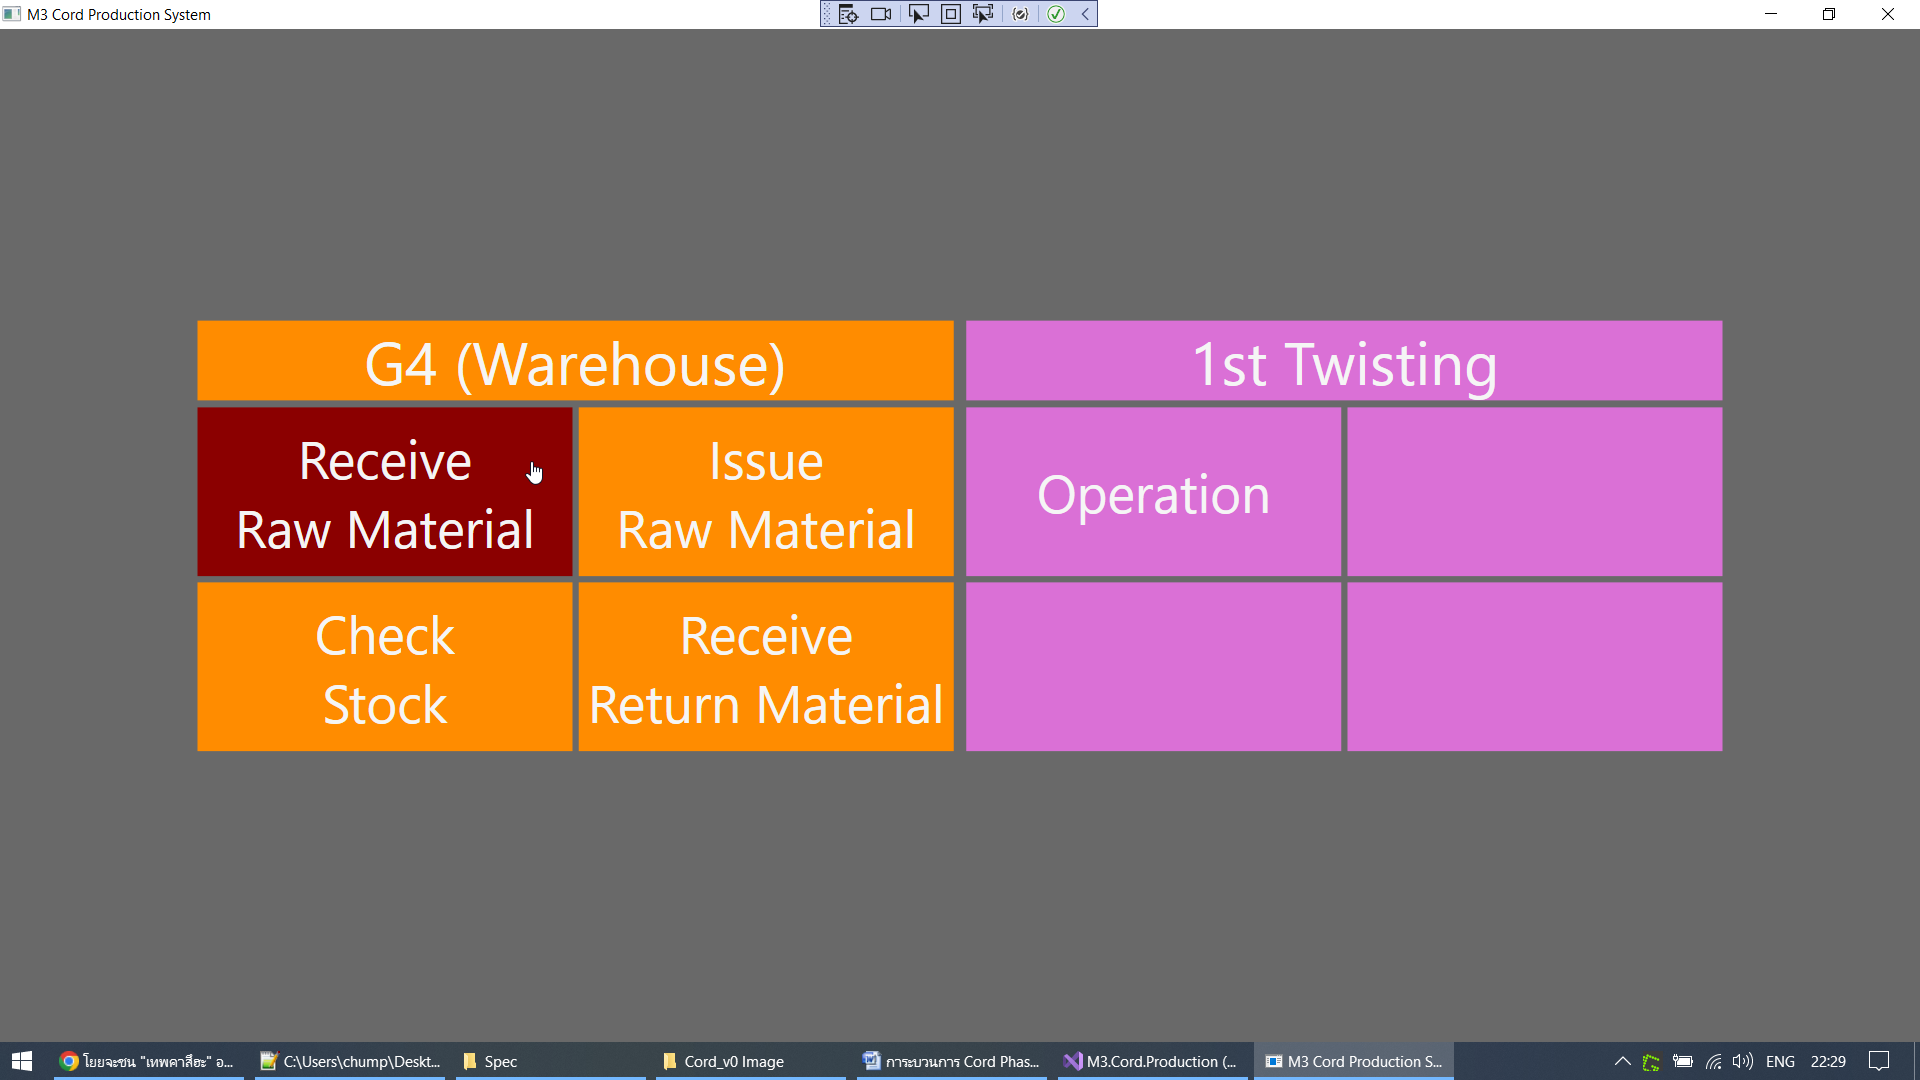 M3 Cord Production System
G4 (Warehouse)
1st Twisting
Receive
Raw Material
Issue
Raw Material
Operation
Check
Stock
Receive
Return Material
โยยจะชน "เทพคาสึฮะ" อ...
C:\Users\chump\Deskt...
Spec
Cord_v0 Image
การะบวนการ Cord Phas...
M3.Cord.Production (...
M3 Cord Production S...
ENG
22:29